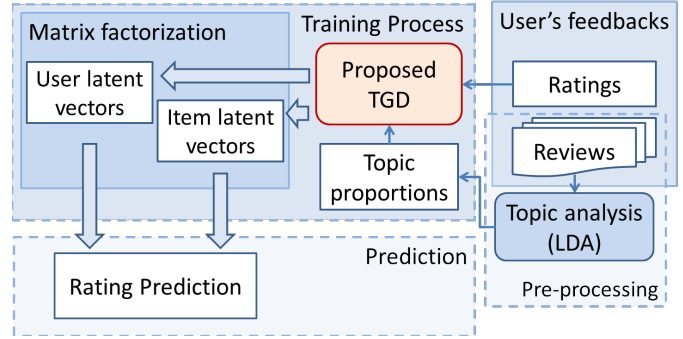 Matrix factorization
Training Process
User's feedbacks
User latent
vectors
Item latent
vectors
Proposed
TGD
Ratings
Reviews
Topic
proportions
Topic analysis
(LDA)
Pre-processing
Prediction
Rating Prediction